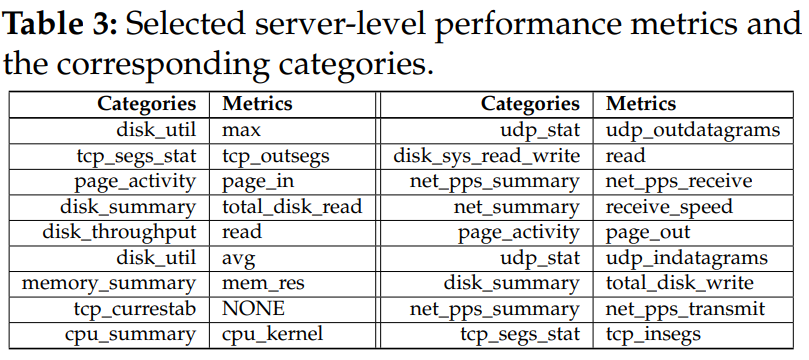 Table 3: Selected server-level performance metrics and
the corresponding categories.
Categories Metrics Categories Metrics
disk_util max udp_stat udp_outdatagrams
tcp_segs_stat tcp_outsegs disk_sys_read_write read
page_activity page_in net_pps_summary net_pps_receive
disk_summary total_disk_read net_summary receive_speed
disk_throughput read page_activity page_out
disk_util avg udp_stat udp_indatagrams
memory_summary mem_res disk_summary total_disk_write
tcp_currestab NONE net_pps_summary net_pps_transmit
cpu_summary cpu_kernel tcp_segs_stat tcp_insegs